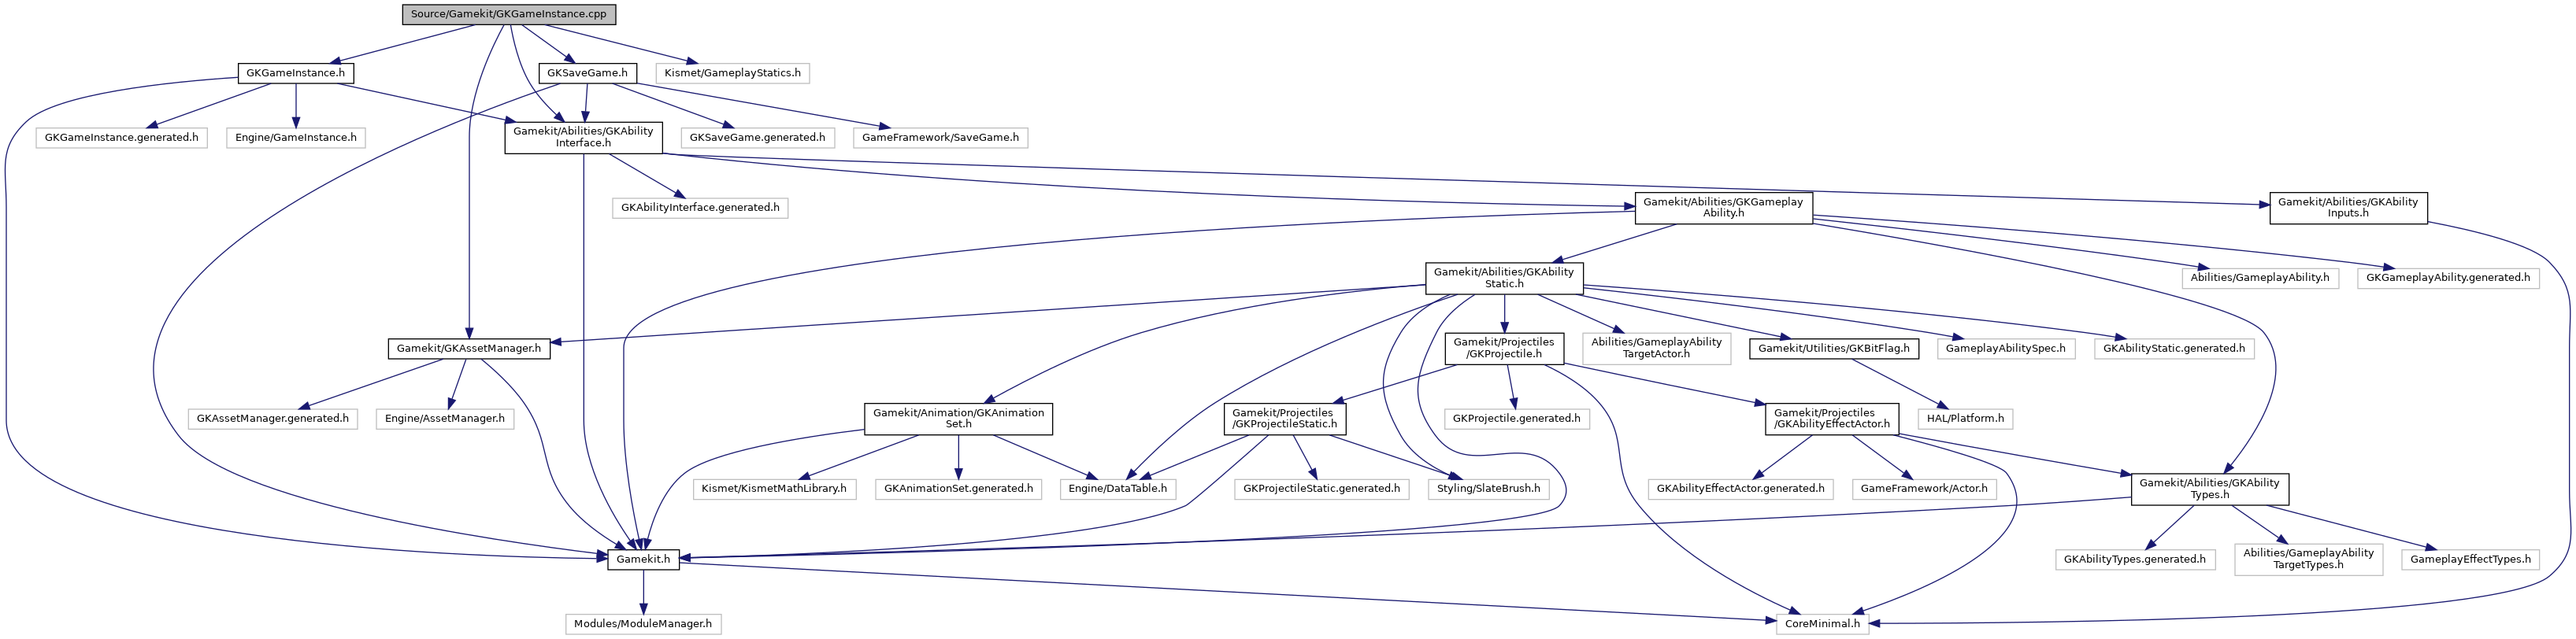 Source/Gamekit/GKGameInstance.cpp
GKGameInstance.h
GKSaveGame.h
Kismet/GameplayStatics.h
GKGameInstance.generated.h
Engine/GameInstance.h
Gamekit/Abilities/GKAbility
Interface.h
GKSaveGame.generated.h
GameFramework/SaveGame.h
GKAbilityInterface.generated.h
Gamekit/Abilities/GKGameplay
Ability.h
Gamekit/Abilities/GKAbility
Inputs.h
Gamekit/Abilities/GKAbility
Static.h
Abilities/GameplayAbility.h
GKGameplayAbility.generated.h
Gamekit/GKAssetManager.h
Gamekit/Projectiles
/GKProjectile.h
Abilities/GameplayAbility
TargetActor.h
Gamekit/Utilities/GKBitFlag.h
GameplayAbilitySpec.h
GKAbilityStatic.generated.h
GKAssetManager.generated.h
Engine/AssetManager.h
Gamekit/Animation/GKAnimation
Set.h
Gamekit/Projectiles
/GKProjectileStatic.h
GKProjectile.generated.h
Gamekit/Projectiles
/GKAbilityEffectActor.h
HAL/Platform.h
Kismet/KismetMathLibrary.h
GKAnimationSet.generated.h
Engine/DataTable.h
GKProjectileStatic.generated.h
Styling/SlateBrush.h
GKAbilityEffectActor.generated.h
GameFramework/Actor.h
Gamekit/Abilities/GKAbility
Types.h
Gamekit.h
GKAbilityTypes.generated.h
Abilities/GameplayAbility
TargetTypes.h
GameplayEffectTypes.h
Modules/ModuleManager.h
CoreMinimal.h